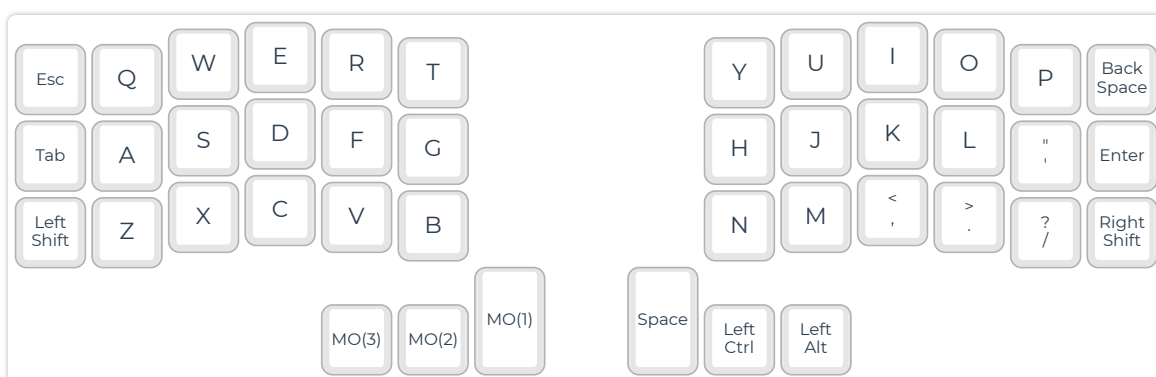 Esc Q W E R T Y U I O P Back Space
Tab A S D F G H J K L " ' Enter
Left Shift Z X C V B N M < , > . ? / Right Shift
MO(3) MO(2) MO(1) Space Left Ctrl Left Alt